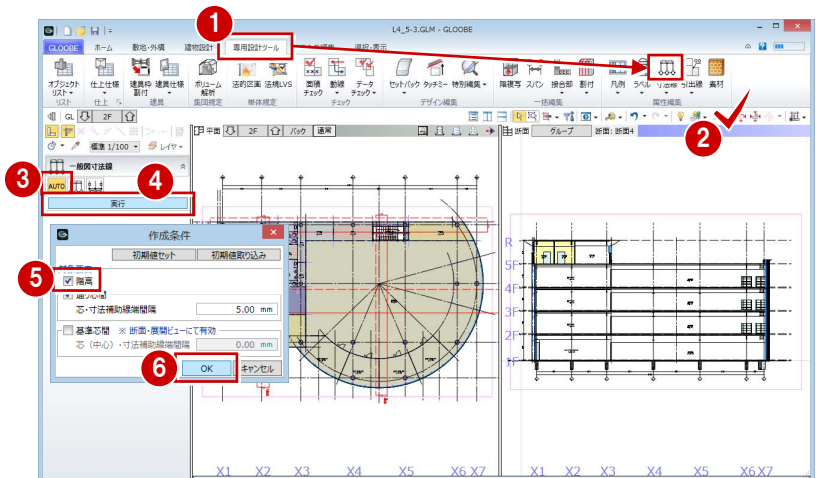 L4_5-3.GLM - GLOOBE
1
GLOOBE ホーム 敷地・外構 建物設計 専用設計ツール 選択・表示
オブジェクトリスト 仕上仕様 建具枠割付 建具仕様 ボリューム解析 法的区画 法規LVS 面積チェック 動線 データチェック セットバック タッチミー 特別編集 階複写 スパン 接合部 割付 凡例 ラベル 寸法線 引出線 素材
リスト 仕上 建具 集団規定 単体規定 チェック デザイン編集 一括編集 属性編集
2
GL 2F
標準 1/100 レイヤ
平面 2F バック 通常
断面 グループ 断面: 断面4
一般図寸法線
3
AUTO
4
実行
作成条件
初期値セット 初期値取り込み
5
階高
通り芯間
芯・寸法補助線端間隔 5.00 mm
基準芯間 ※ 断面・展開ビューにて有効
芯（中心）・寸法補助線端間隔 0.00 mm
6
OK キャンセル
R
5F
4F
3F
2F
1F
X1 X2 X3 X4 X5 X6 X7
X1 X2 X3 X4 X5 X6 X7